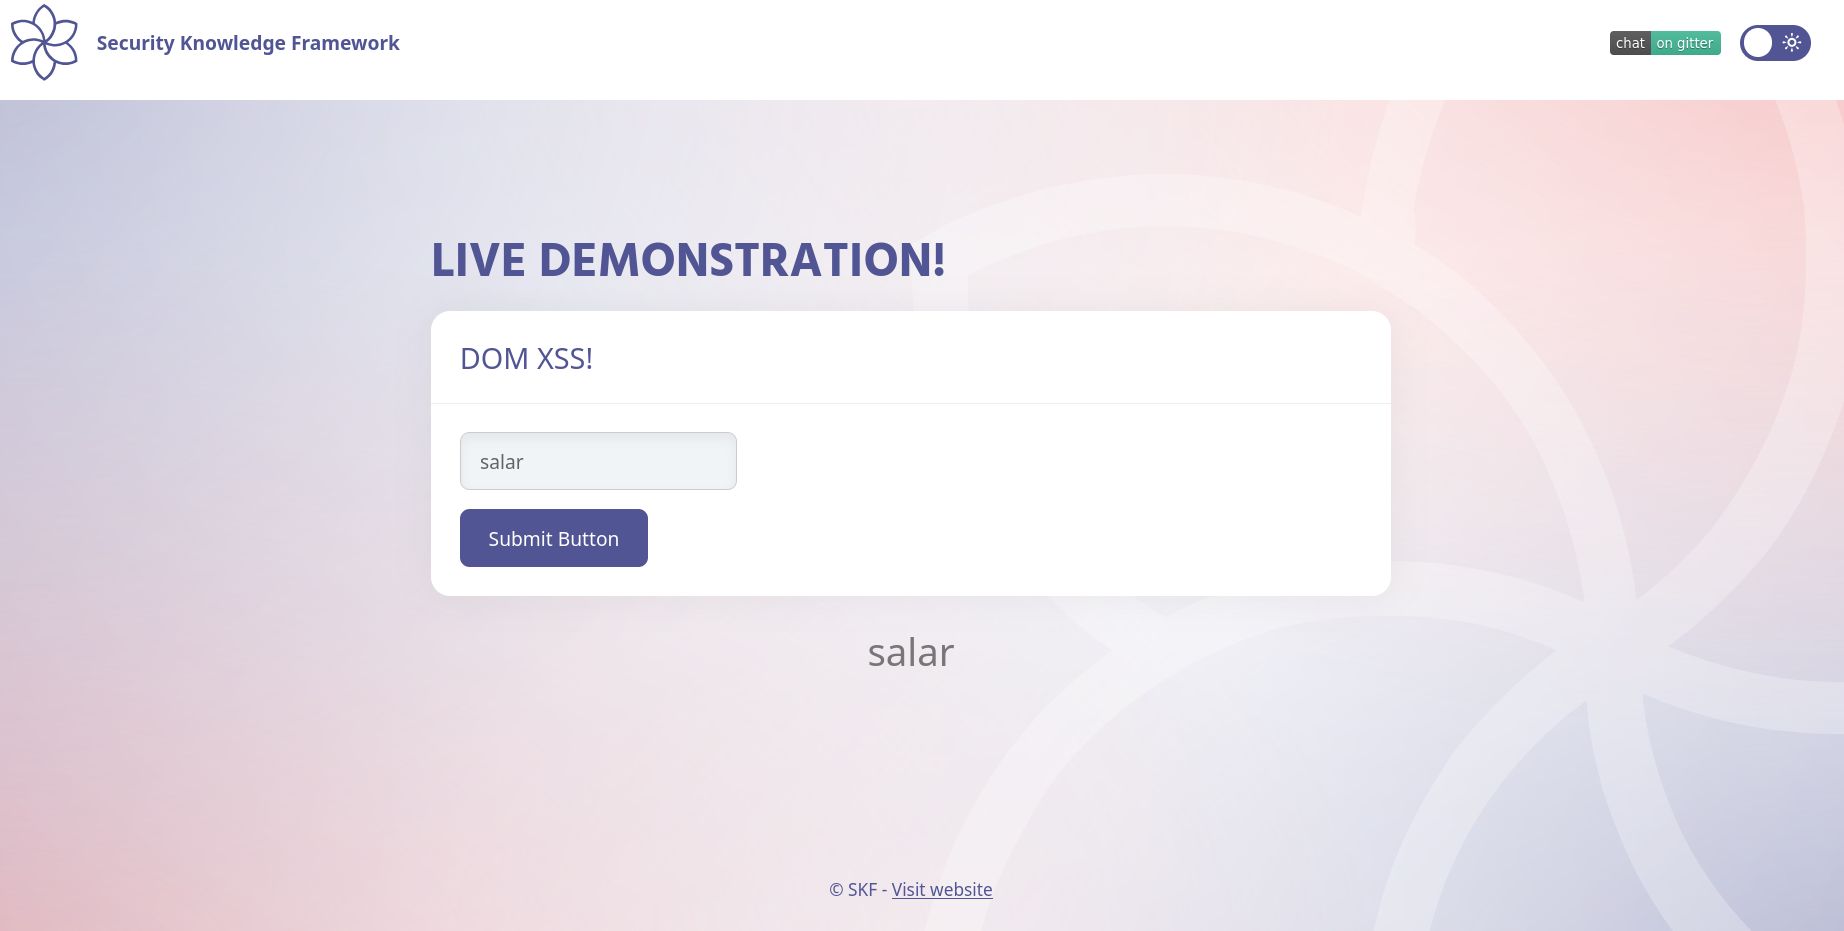 Security Knowledge Framework
chat on gitter
LIVE DEMONSTRATION!
DOM XSS!
salar
Submit Button
salar
© SKF - Visit website